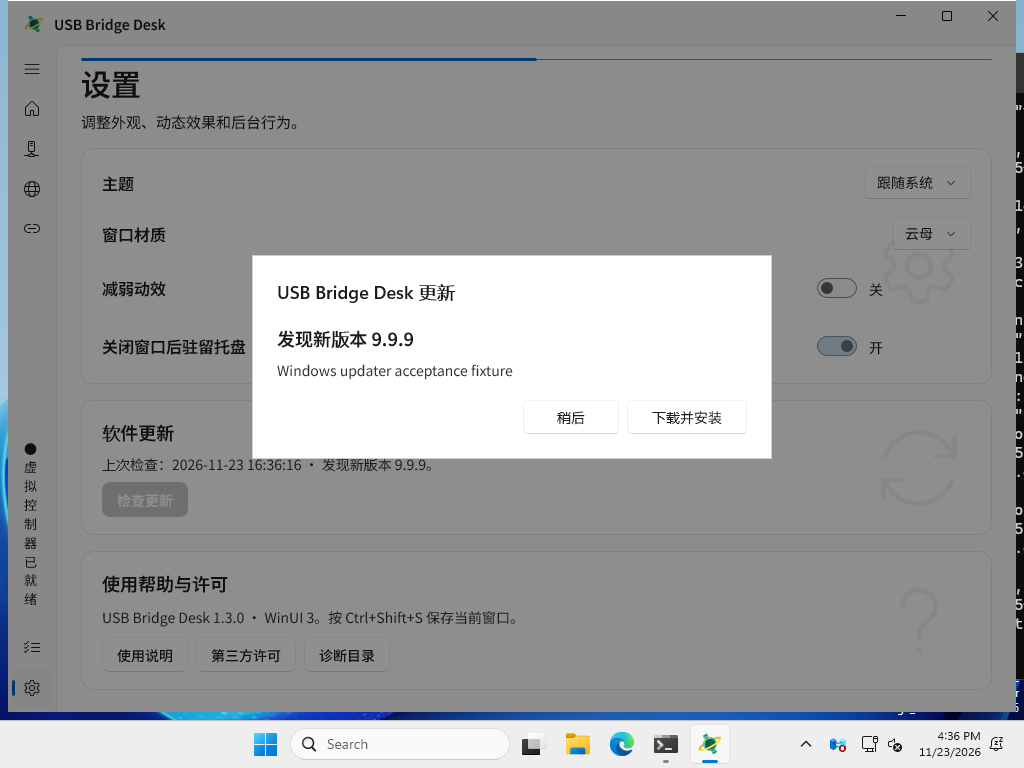 USB Bridge Desk
设置
调整外观、动态效果和后台行为。
主题
跟随系统
窗口材质
云母
减弱动效
关
关闭窗口后驻留托盘
开
USB Bridge Desk 更新
发现新版本 9.9.9
Windows updater acceptance fixture
稍后
下载并安装
软件更新
上次检查：2026-11-23 16:36:16 • 发现新版本 9.9.9。
检查更新
虚拟控制器已就绪
使用帮助与许可
USB Bridge Desk 1.3.0 • WinUI 3。按 Ctrl+Shift+S 保存当前窗口。
使用说明
第三方许可
诊断目录
Search
4:36 PM
11/23/2026